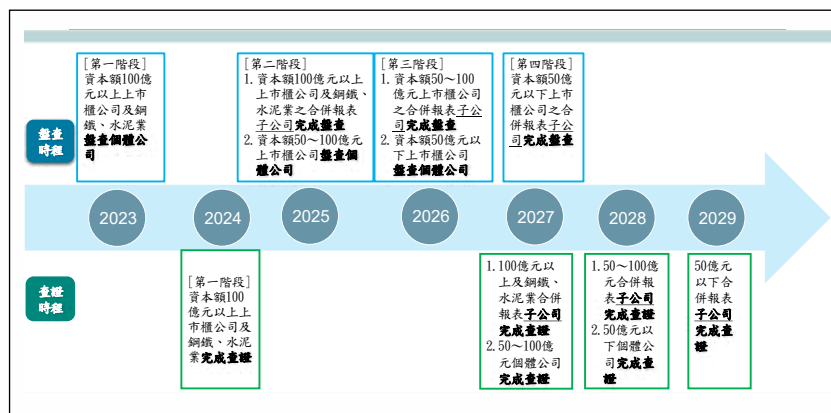 [第一階段]
資本額100億
元以上上市
櫃公司及鋼
鐵、水泥業
盤查個體公
司
[第二階段]
1. 資本額100億元以上
上市櫃公司及鋼鐵、
水泥業之合併報表
子公司完成盤查
2. 資本額50～100億元
上市櫃公司盤查個
體公司
[第三階段]
1. 資本額50～100
億元上市櫃公司
之合併報表子公
司完成盤查
2. 資本額50億元以
下上市櫃公司
盤查個體公司
[第四階段]
資本額50億
元以下上市
櫃公司之合
併報表子公
司完成盤查
盤查
時程
2023
2024
2025
2026
2027
2028
2029
查證
時程
[第一階段]
資本額100
億元以上上
市櫃公司及
鋼鐵、水泥
業完成查證
1.100億元以
上及鋼鐵、
水泥業合併
報表子公司
完成查證
2.50～100億
元個體公司
完成查證
1.50～100億
元合併報
表子公司
完成查證
2.50億元以
下個體公
司完成查
證
50億元
以下合
併報表
子公司
完成查
證